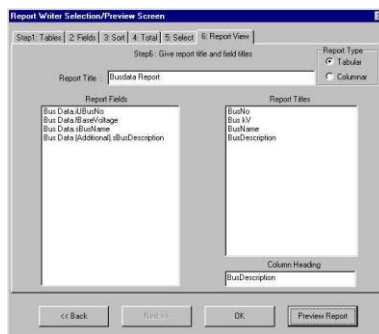 Report Writer Selection/Preview Screen
Step1: Tables 2: Fields 3: Sort 4: Total 5: Select 6: Report View
Step6 : Give report title and field titles
Report Type
Tabular
Columnar
Report Title : Busdata Report
Report Fields
Bus Data.iUBusNo
Bus Data.fBaseVoltage
Bus Data.sBusName
Bus Data (Additional).sBusDescription
Report Titles
BusNo
Bus kV
BusName
BusDescription
Column Heading
BusDescription
<< Back Next >> OK Preview Report